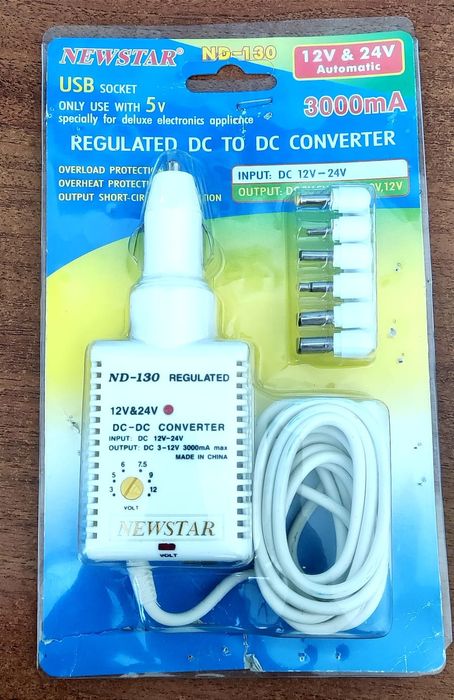 NEWSTAR® ND-130
12V & 24V
Automatic
USB SOCKET
ONLY USE WITH 5V
specially for deluxe electronics applience
3000mA
REGULATED DC TO DC CONVERTER
OVERLOAD PROTECTI
OVERHEAT PROTECTI
OUTPUT SHORT-CIR TION
INPUT: DC 12V-24V
OUTPUT: DC V,12V
ND-130 REGULATED
12V&24V
DC-DC CONVERTER
INPUT: DC 12V-24V
OUTPUT: DC 3-12V 3000mA max
MADE IN CHINA
6 7.5
5 9
3 12
VOLT
NEWSTAR
VOLT